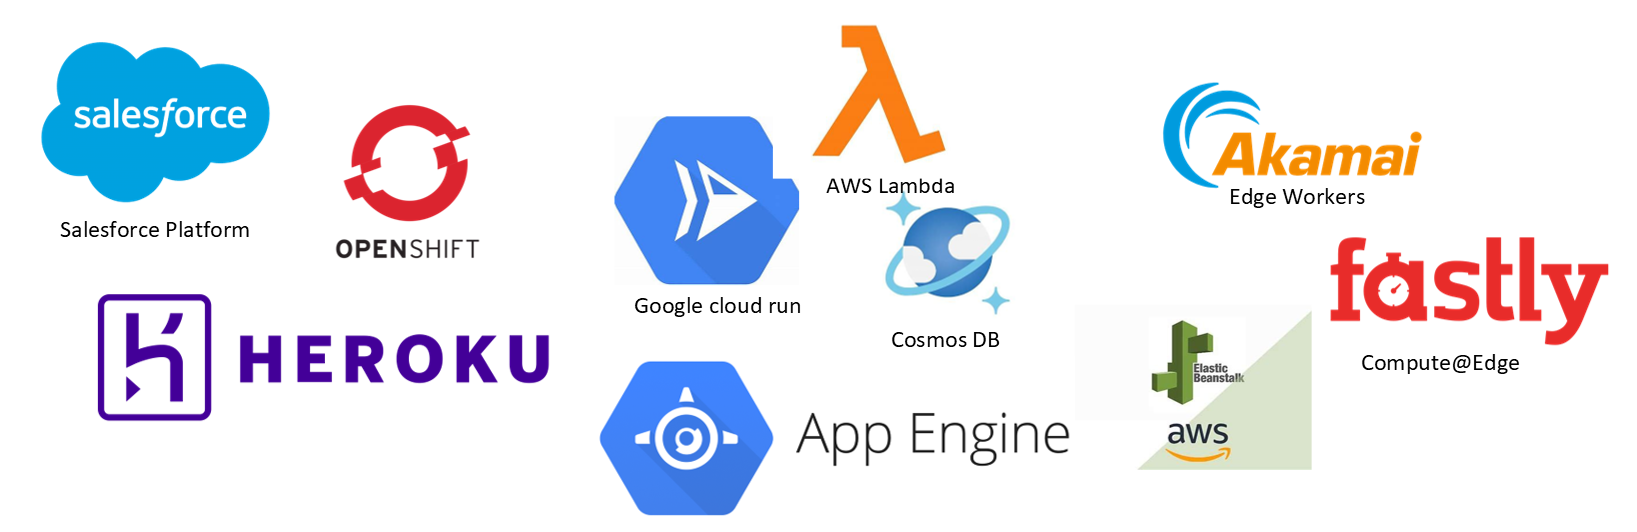 salesforce
Salesforce Platform
OPENSHIFT
HEROKU
Google cloud run
AWS Lambda
Cosmos DB
App Engine
Akamai
Edge Workers
fastly
Compute@Edge
Elastic
Beanstalk
aws